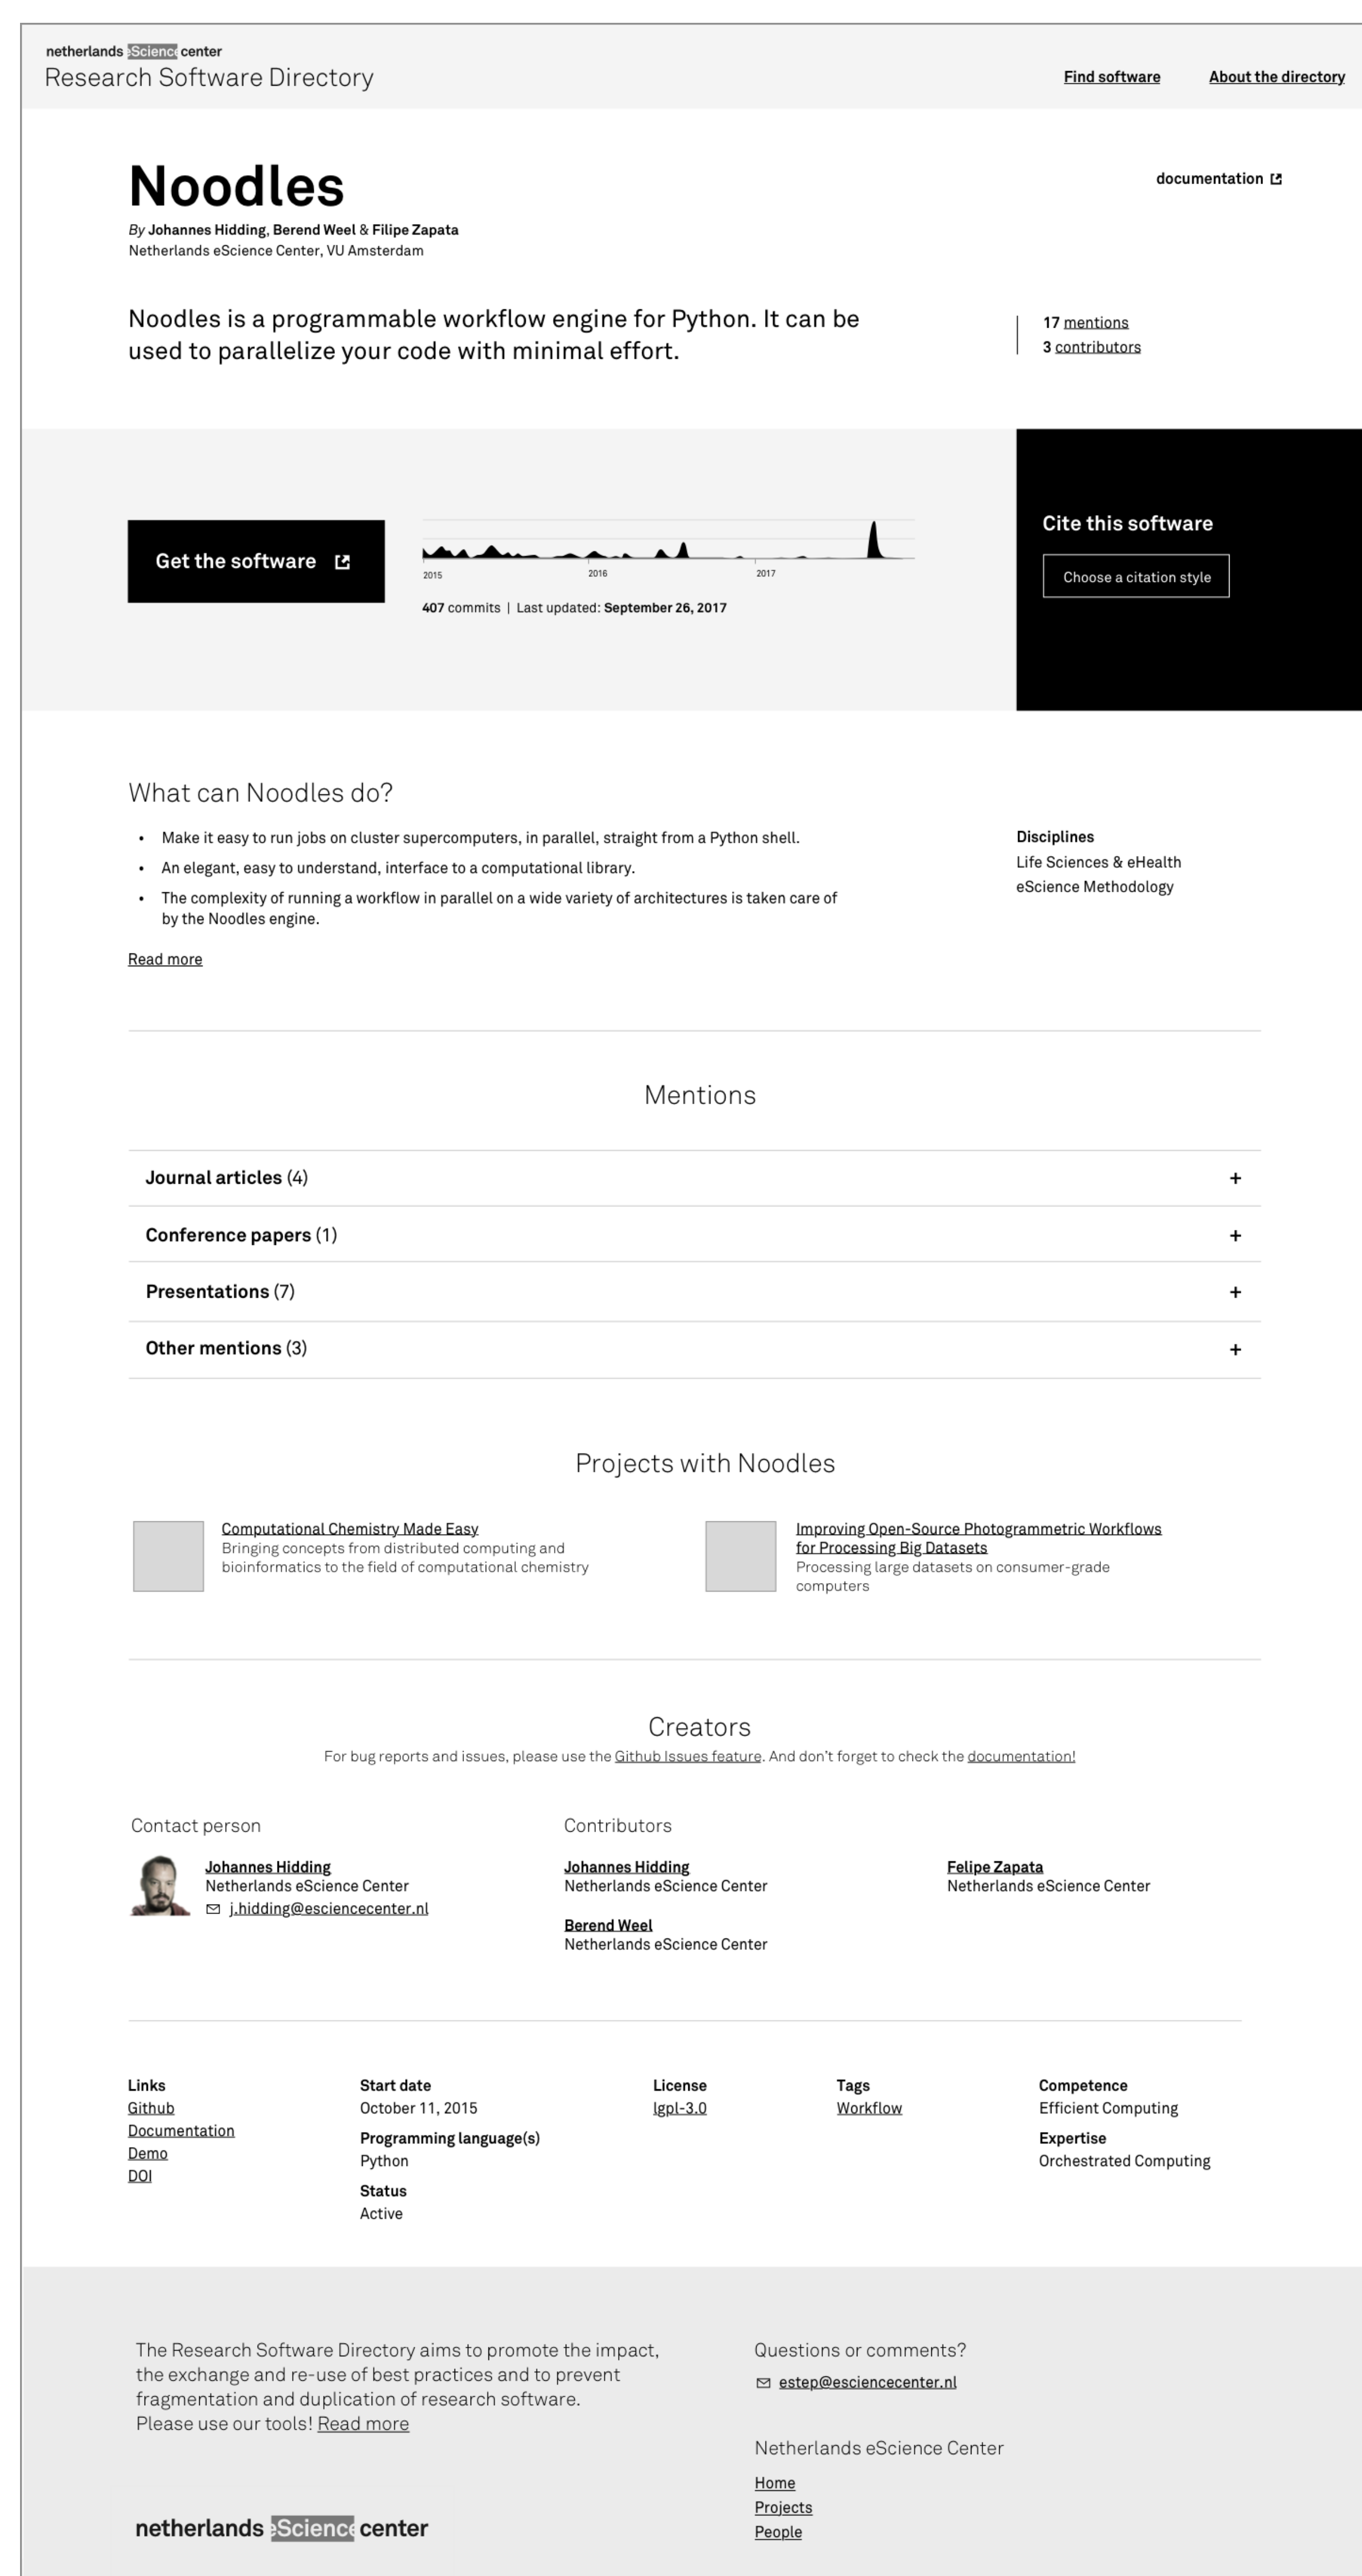 netherlands eScience center
Research Software Directory
Find software
About the directory
Noodles
documentation
By Johannes Hidding, Berend Weel & Filipe Zapata
Netherlands eScience Center, VU Amsterdam
Noodles is a programmable workflow engine for Python. It can be
used to parallelize your code with minimal effort.
17 mentions
3 contributors
Get the software
2015
2016
2017
407 commits | Last updated: September 26, 2017
Cite this software
Choose a citation style
What can Noodles do?
• Make it easy to run jobs on cluster supercomputers, in parallel, straight from a Python shell.
• An elegant, easy to understand, interface to a computational library.
• The complexity of running a workflow in parallel on a wide variety of architectures is taken care of
by the Noodles engine.
Read more
Disciplines
Life Sciences & eHealth
eScience Methodology
Mentions
Journal articles (4) +
Conference papers (1) +
Presentations (7) +
Other mentions (3) +
Projects with Noodles
Computational Chemistry Made Easy
Bringing concepts from distributed computing and
bioinformatics to the field of computational chemistry
Improving Open-Source Photogrammetric Workflows
for Processing Big Datasets
Processing large datasets on consumer-grade
computers
Creators
For bug reports and issues, please use the Github Issues feature. And don't forget to check the documentation!
Contact person
Johannes Hidding
Netherlands eScience Center
j.hidding@esciencecenter.nl
Contributors
Johannes Hidding
Netherlands eScience Center
Berend Weel
Netherlands eScience Center
Felipe Zapata
Netherlands eScience Center
Links
Github
Documentation
Demo
DOI
Start date
October 11, 2015
Programming language(s)
Python
Status
Active
License
lgpl-3.0
Tags
Workflow
Competence
Efficient Computing
Expertise
Orchestrated Computing
The Research Software Directory aims to promote the impact,
the exchange and re-use of best practices and to prevent
fragmentation and duplication of research software.
Please use our tools! Read more
netherlands eScience center
Questions or comments?
estep@esciencecenter.nl
Netherlands eScience Center
Home
Projects
People